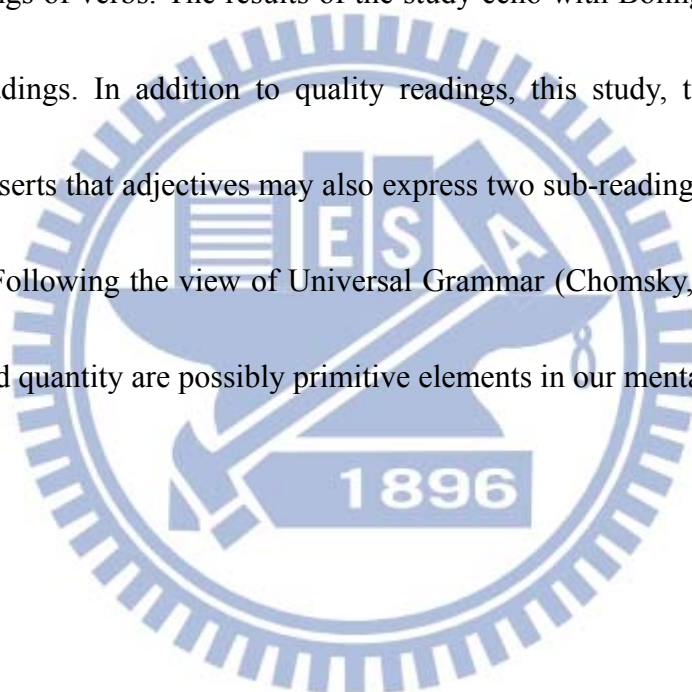 ngs of verbs. The results of the study echo with Boling
adings. In addition to quality readings, this study, t
serts that adjectives may also express two sub-reading
Following the view of Universal Grammar (Chomsky,
d quantity are possibly primitive elements in our menta
E S A
1896